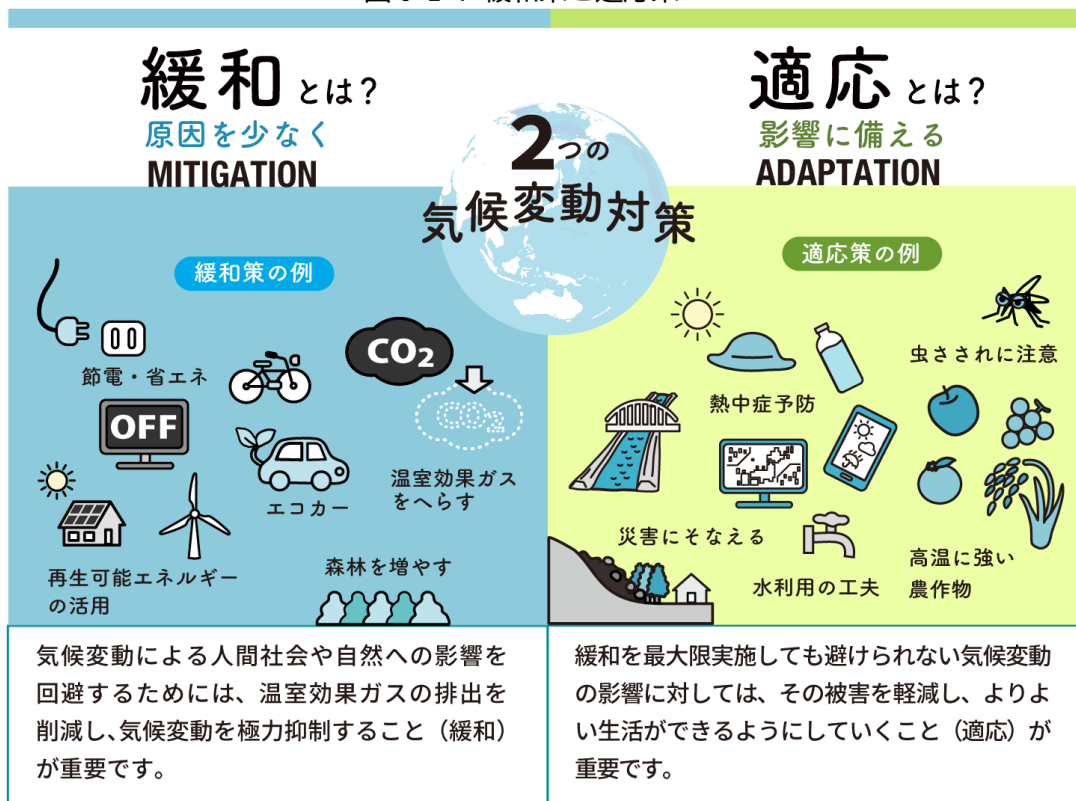 2つの
気候変動対策
緩和とは？
原因を少なく
MITIGATION
緩和策の例
節電・省エネ
OFF
CO2
CO2
温室効果ガス
をへらす
エコカー
再生可能エネルギー
の活用
森林を増やす
気候変動による人間社会や自然への影響を
回避するためには、温室効果ガスの排出を
削減し、気候変動を極力抑制すること（緩和）
が重要です。
適応とは？
影響に備える
ADAPTATION
適応策の例
虫さされに注意
熱中症予防
災害にそなえる
水利用の工夫
高温に強い
農作物
緩和を最大限実施しても避けられない気候変動
の影響に対しては、その被害を軽減し、よりよ
い生活ができるようにしていくこと（適応）が
重要です。